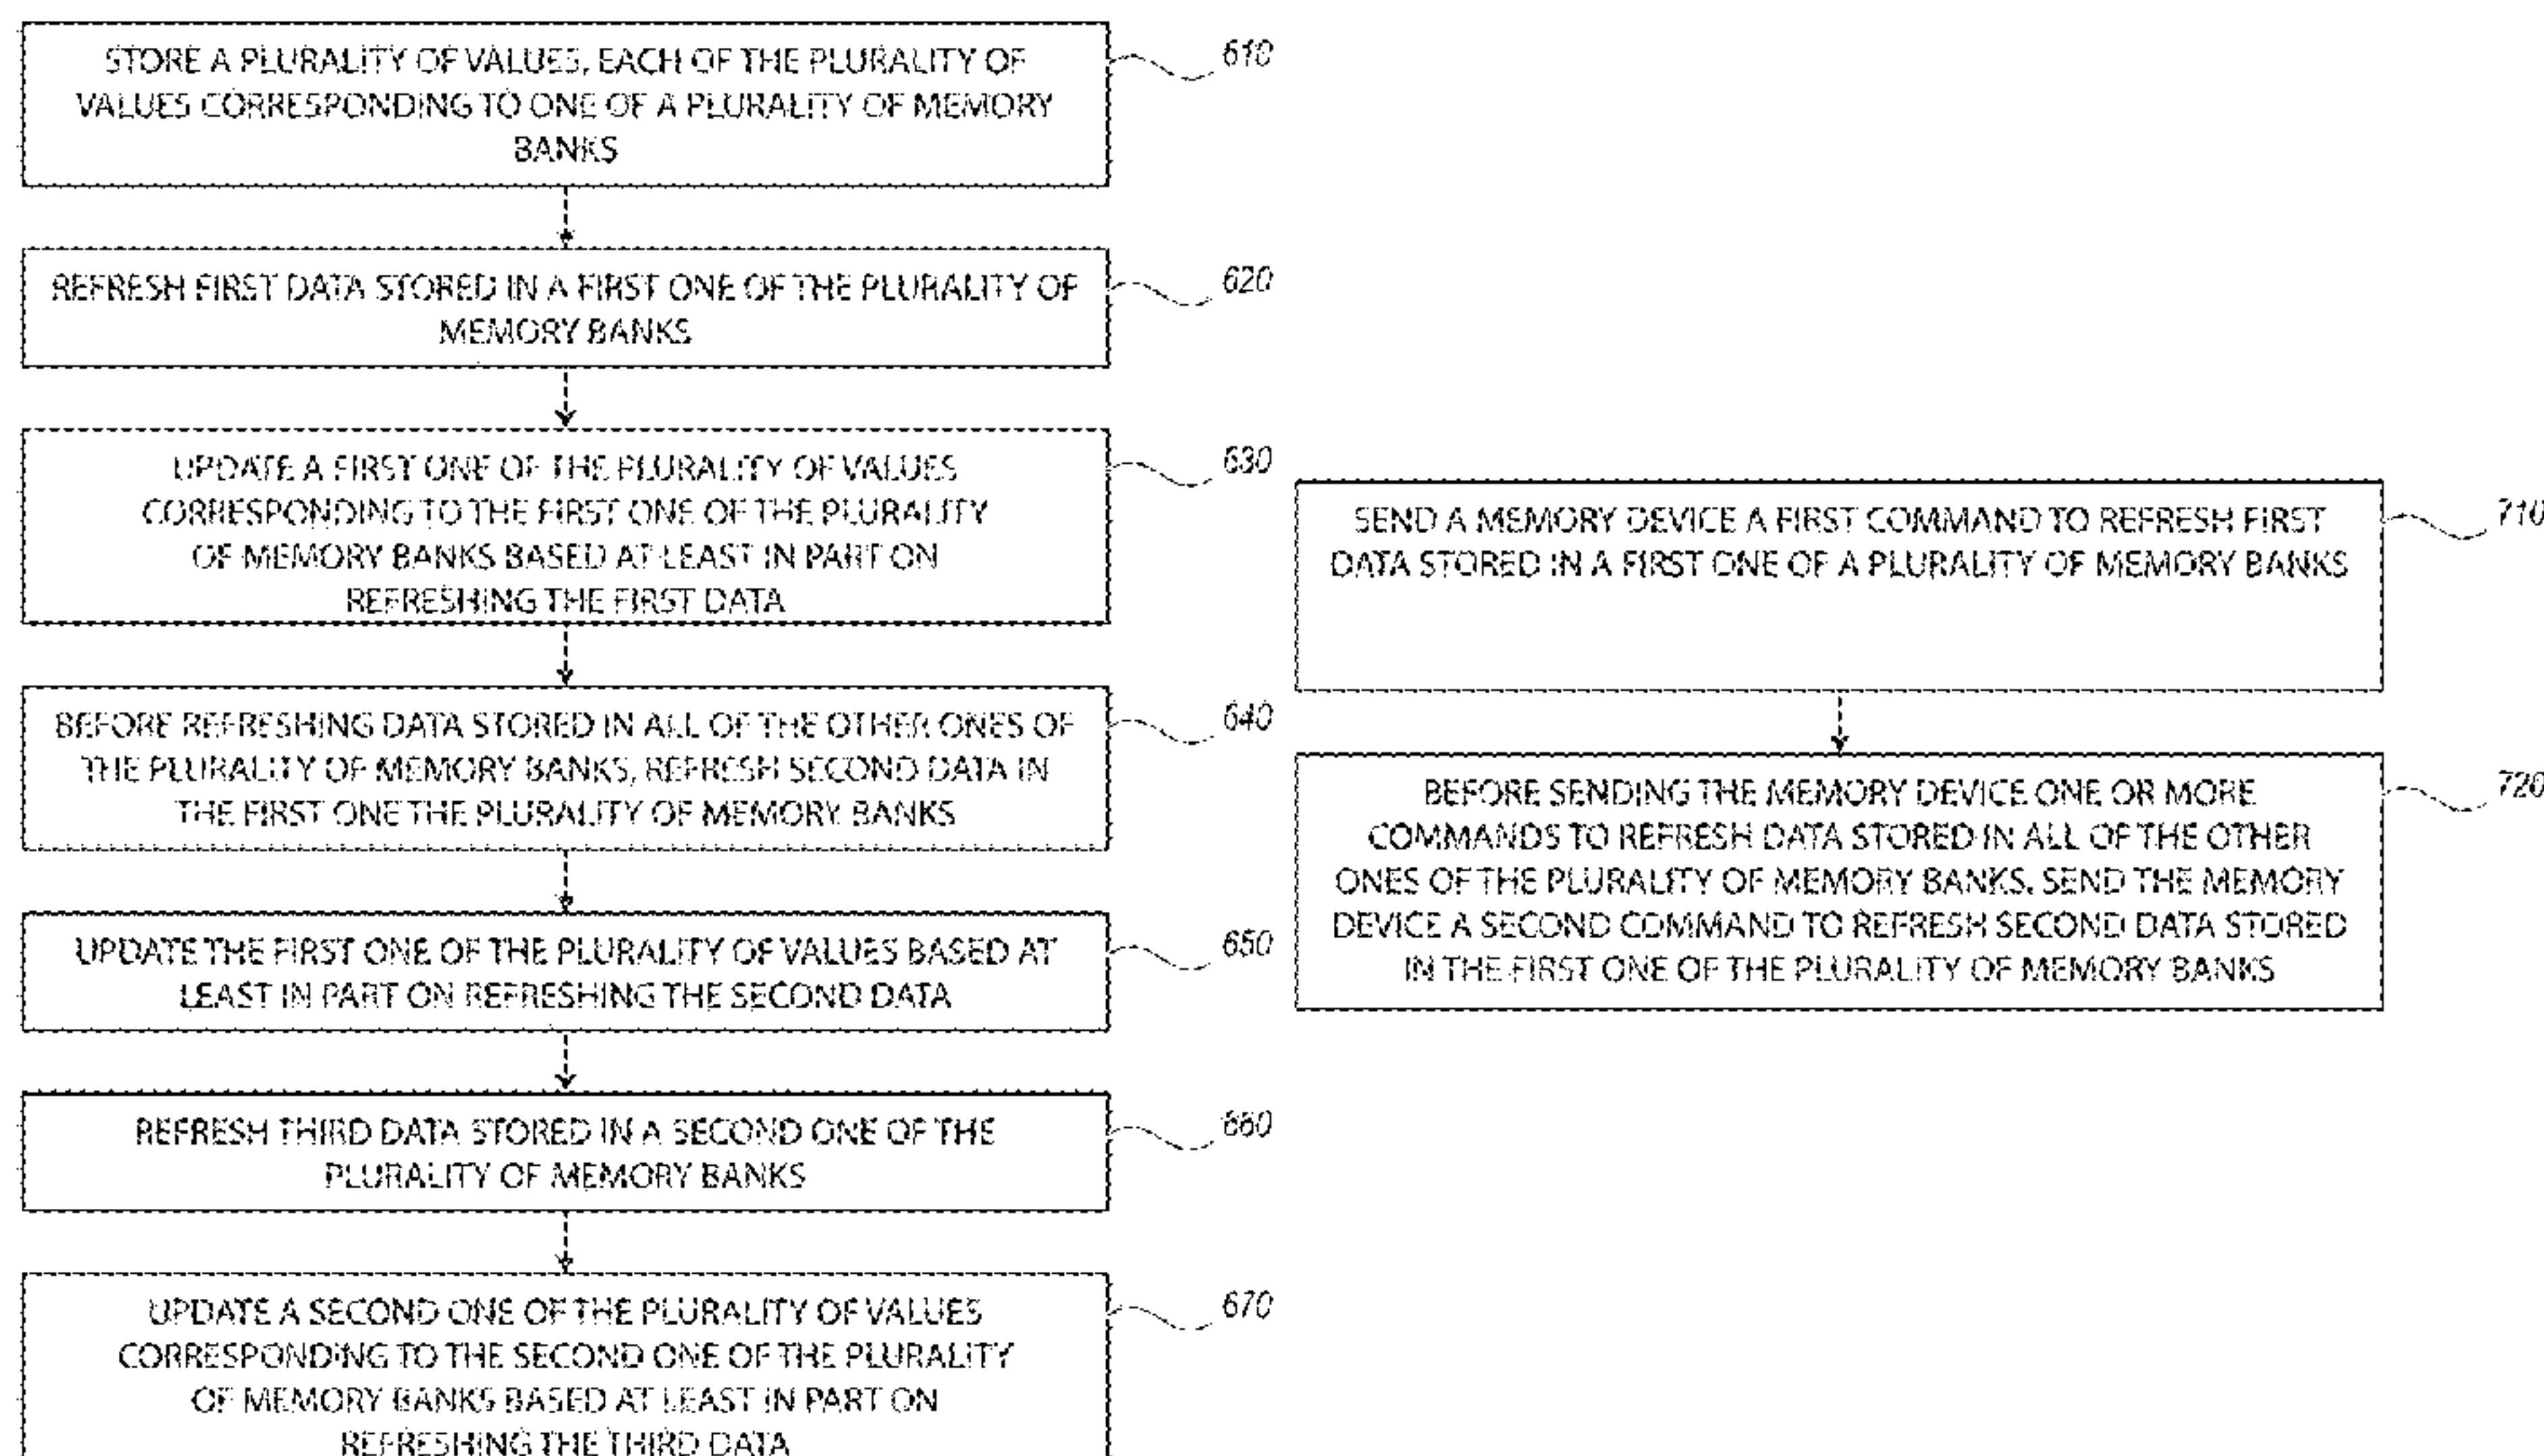 STORE A PLURALITY OF VALUES, EACH OF THE PLURALITY OF
VALUES CORRESPONDING TO ONE OF A PLURALITY OF MEMORY
BANKS
610
REFRESH FIRST DATA STORED IN A FIRST ONE OF THE PLURALITY OF
MEMORY BANKS
620
UPDATE A FIRST ONE OF THE PLURALITY OF VALUES
CORRESPONDING TO THE FIRST ONE OF THE PLURALITY
OF MEMORY BANKS BASED AT LEAST IN PART ON
REFRESHING THE FIRST DATA
630
BEFORE REFRESHING DATA STORED IN ALL OF THE OTHER ONES OF
THE PLURALITY OF MEMORY BANKS, REFRESH SECOND DATA IN
THE FIRST ONE THE PLURALITY OF MEMORY BANKS
640
UPDATE THE FIRST ONE OF THE PLURALITY OF VALUES BASED AT
LEAST IN PART ON REFRESHING THE SECOND DATA
650
REFRESH THIRD DATA STORED IN A SECOND ONE OF THE
PLURALITY OF MEMORY BANKS
660
UPDATE A SECOND ONE OF THE PLURALITY OF VALUES
CORRESPONDING TO THE SECOND ONE OF THE PLURALITY
OF MEMORY BANKS BASED AT LEAST IN PART ON
REFRESHING THE THIRD DATA
670
SEND A MEMORY DEVICE A FIRST COMMAND TO REFRESH FIRST
DATA STORED IN A FIRST ONE OF A PLURALITY OF MEMORY BANKS
710
BEFORE SENDING THE MEMORY DEVICE ONE OR MORE
COMMANDS TO REFRESH DATA STORED IN ALL OF THE OTHER
ONES OF THE PLURALITY OF MEMORY BANKS, SEND THE MEMORY
DEVICE A SECOND COMMAND TO REFRESH SECOND DATA STORED
IN THE FIRST ONE OF THE PLURALITY OF MEMORY BANKS
720